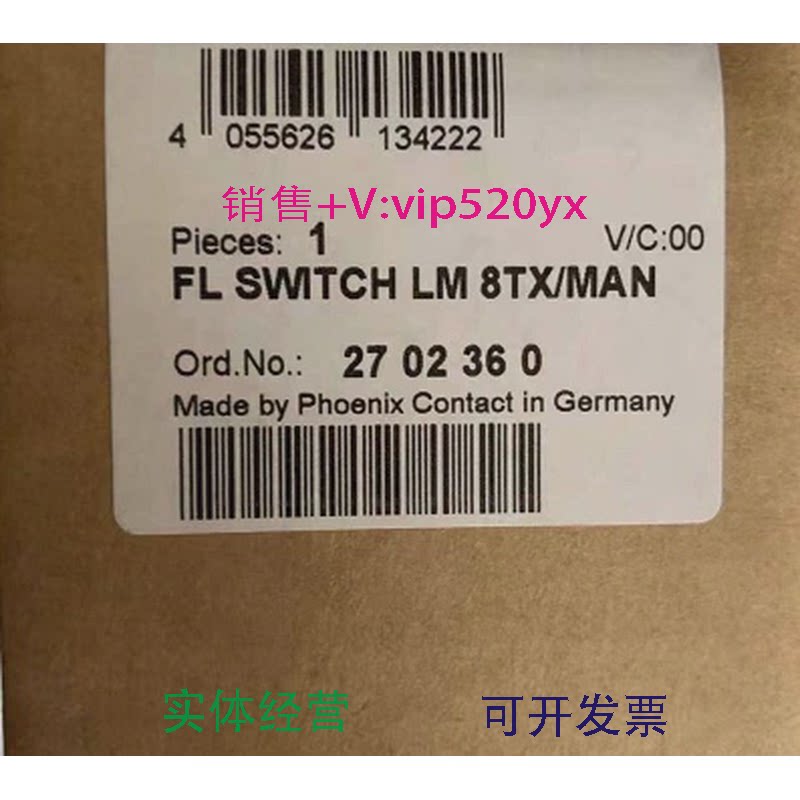 4 055626 134222
销售+V:vip520yx
Pieces: 1 V/C:00
FL SWITCH LM 8TX/MAN
Ord.No.: 27 02 36 0
Made by Phoenix Contact in Germany
实体经营 可开发票